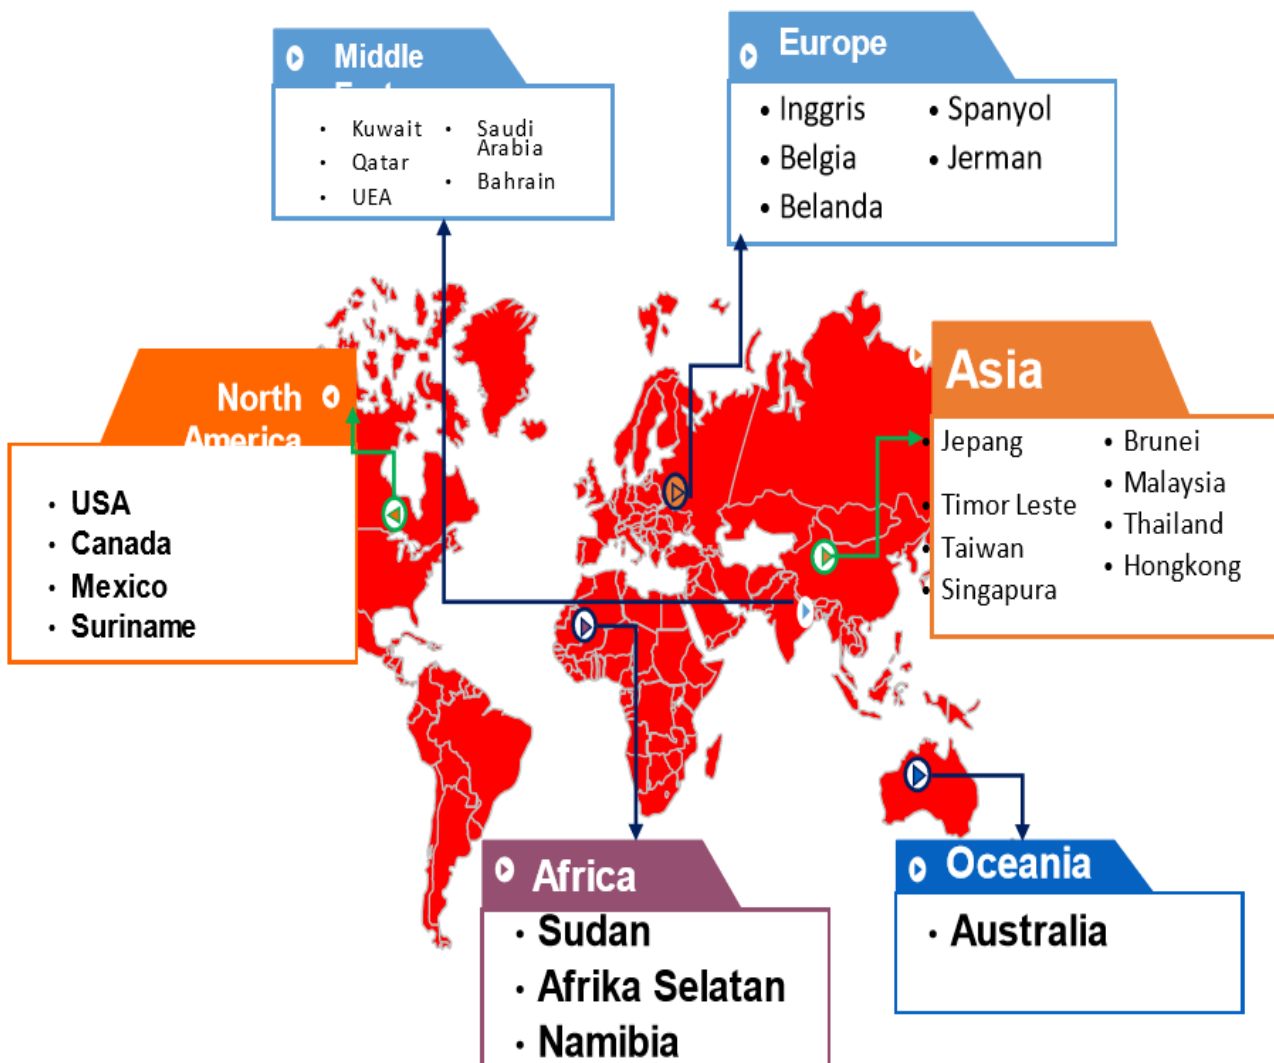 Middle
Kuwait
Qatar
UEA
Saudi
Arabia
Bahrain
Europe
Inggris
Belgia
Belanda
Spanyol
Jerman
North
America
USA
Canada
Mexico
Suriname
Asia
Jepang
Timor Leste
Taiwan
Singapura
Brunei
Malaysia
Thailand
Hongkong
Africa
Sudan
Afrika Selatan
Namibia
Oceania
Australia